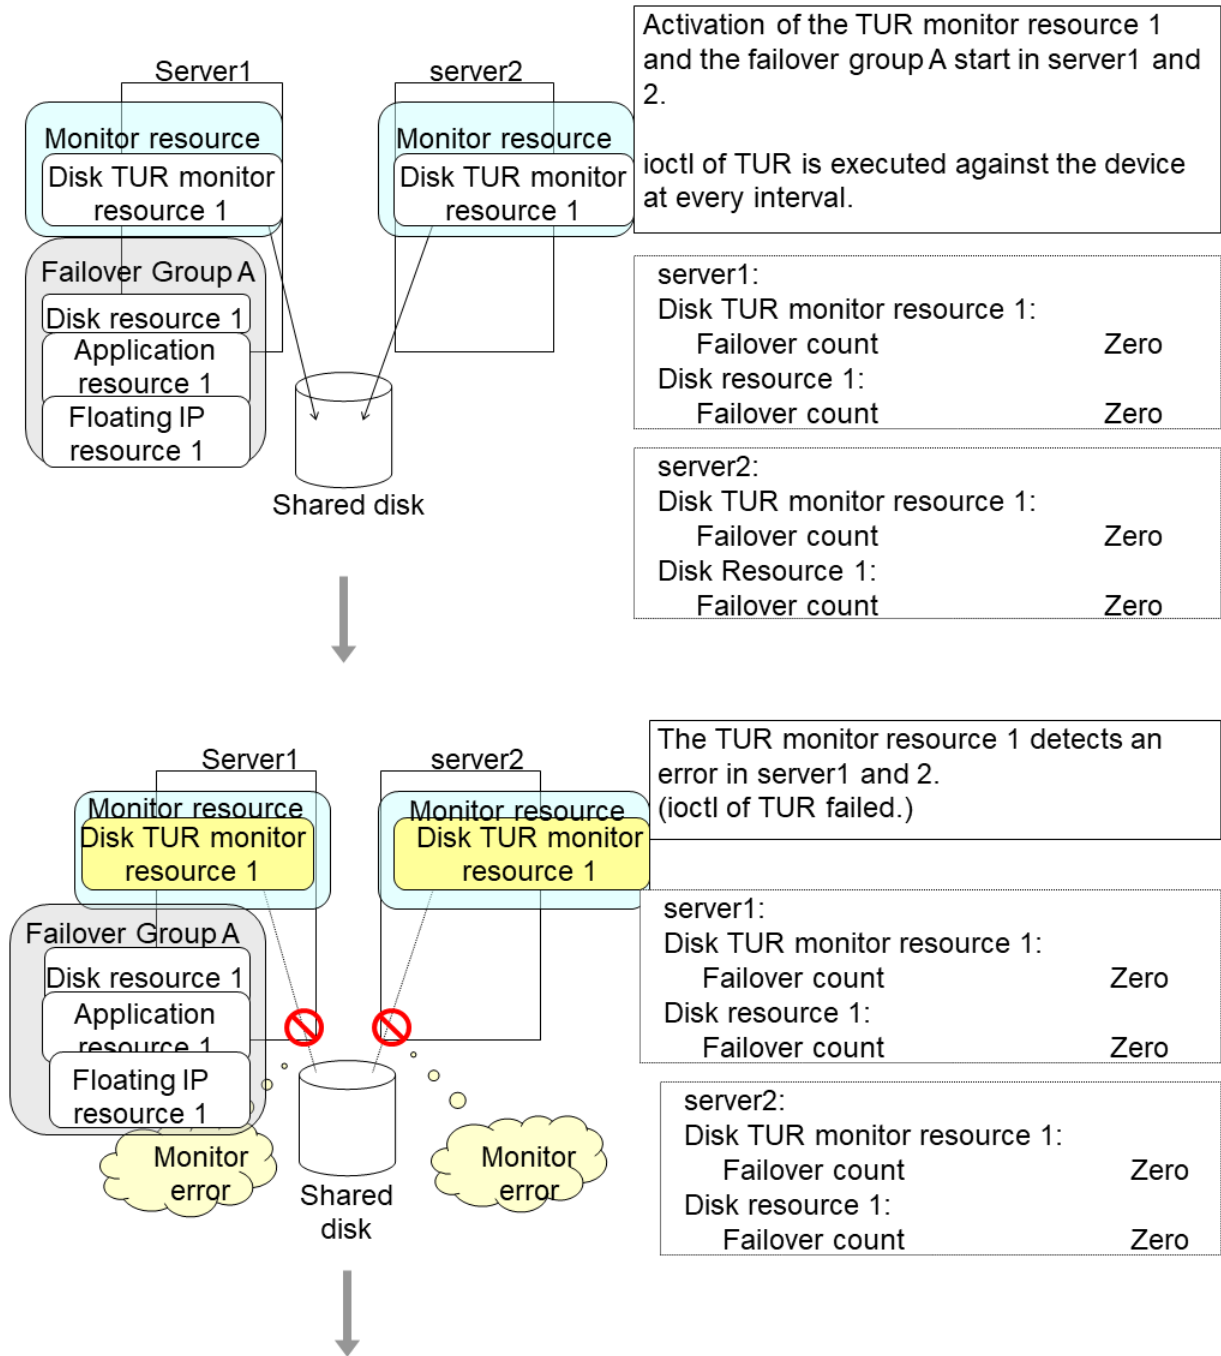 Server1
server2
Monitor resource
Disk TUR monitor
resource 1
Monitor resource
Disk TUR monitor
resource 1
Failover Group A
Disk resource 1
Application
resource 1
Floating IP
resource 1
Shared disk
Activation of the TUR monitor resource 1
and the failover group A start in server1 and
2.
ioctl of TUR is executed against the device
at every interval.
server1:
Disk TUR monitor resource 1:
Failover count Zero
Disk resource 1:
Failover count Zero
server2:
Disk TUR monitor resource 1:
Failover count Zero
Disk Resource 1:
Failover count Zero
Server1
server2
Monitor resource
Disk TUR monitor
resource 1
Monitor resource
Disk TUR monitor
resource 1
Failover Group A
Disk resource 1
Application
resource 1
Floating IP
resource 1
Monitor
error
Shared
disk
Monitor
error
The TUR monitor resource 1 detects an
error in server1 and 2.
(ioctl of TUR failed.)
server1:
Disk TUR monitor resource 1:
Failover count Zero
Disk resource 1:
Failover count Zero
server2:
Disk TUR monitor resource 1:
Failover count Zero
Disk resource 1:
Failover count Zero